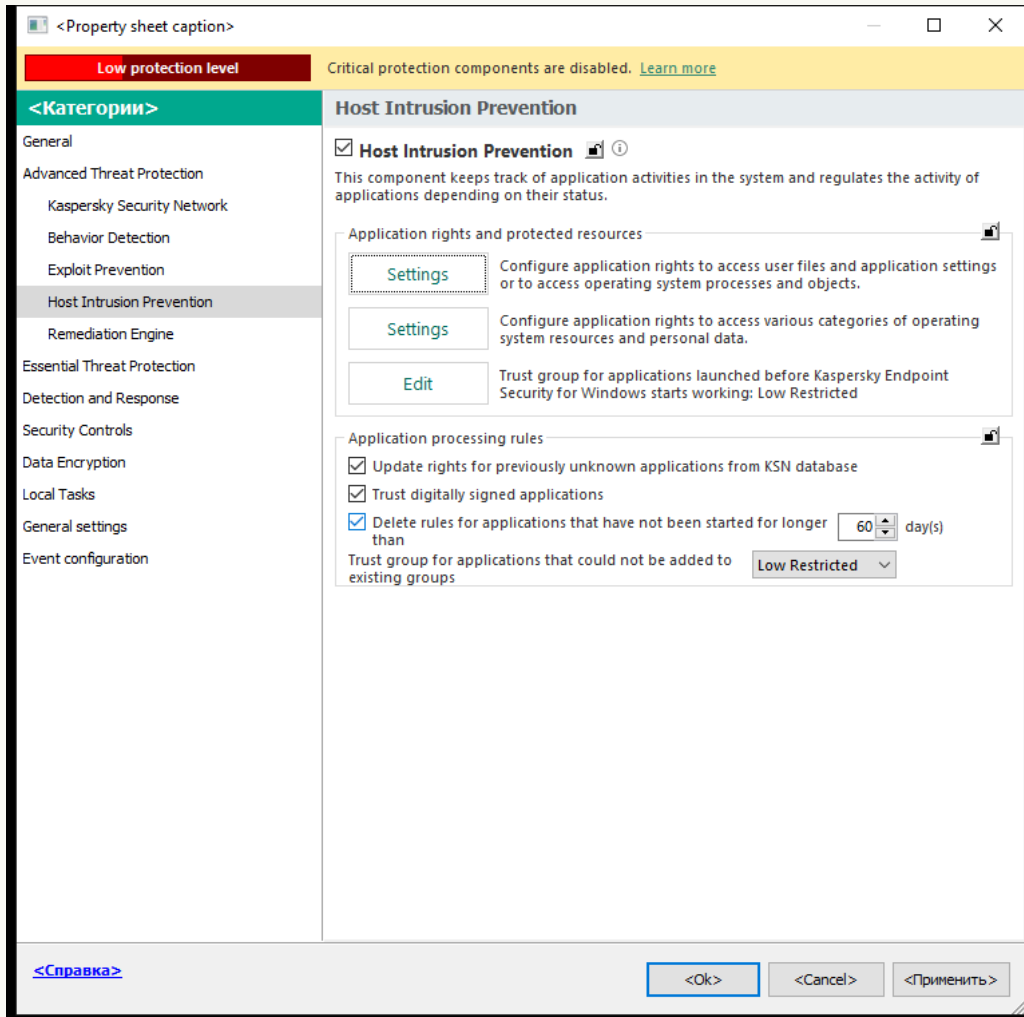 <Property sheet caption>
Low protection level
Critical protection components are disabled. Learn more
<Категории>
General
Advanced Threat Protection
Kaspersky Security Network
Behavior Detection
Exploit Prevention
Host Intrusion Prevention
Remediation Engine
Essential Threat Protection
Detection and Response
Security Controls
Data Encryption
Local Tasks
General settings
Event configuration
Host Intrusion Prevention
Host Intrusion Prevention
This component keeps track of application activities in the system and regulates the activity of
applications depending on their status.
Application rights and protected resources
Settings
Configure application rights to access user files and application settings
or to access operating system processes and objects.
Settings
Configure application rights to access various categories of operating
system resources and personal data.
Edit
Trust group for applications launched before Kaspersky Endpoint
Security for Windows starts working: Low Restricted
Application processing rules
Update rights for previously unknown applications from KSN database
Trust digitally signed applications
Delete rules for applications that have not been started for longer
than
60 day(s)
Trust group for applications that could not be added to
existing groups
Low Restricted
<Справка>
<Ok>
<Cancel>
<Применить>